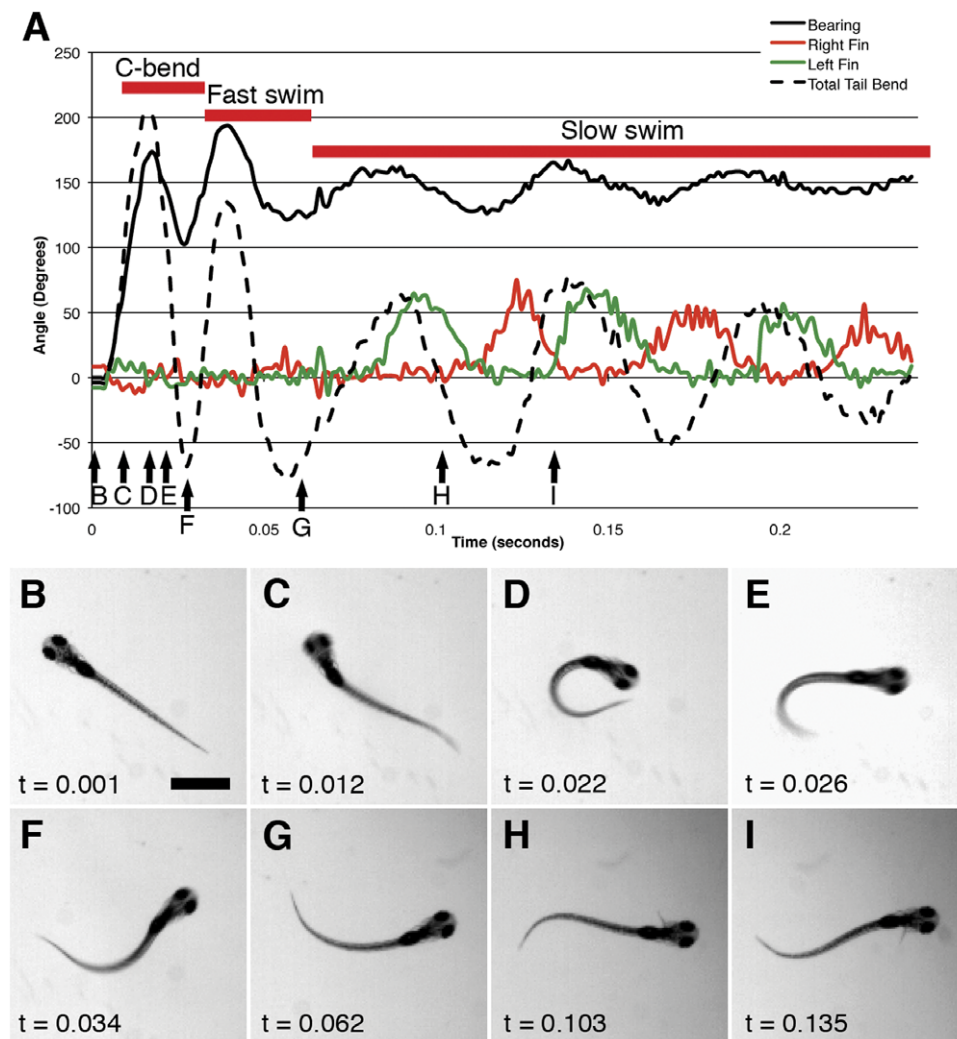 A
250
200
150
100
50
0
-50
-100
Angle (Degrees)
Bearing
Right Fin
Left Fin
Total Tail Bend
C-bend
Fast swim
Slow swim
B C D E F G H I
0 0.05 0.1 0.15 0.2
Time (seconds)
B
t = 0.001
C
t = 0.012
D
t = 0.022
E
t = 0.026
F
t = 0.034
G
t = 0.062
H
t = 0.103
I
t = 0.135